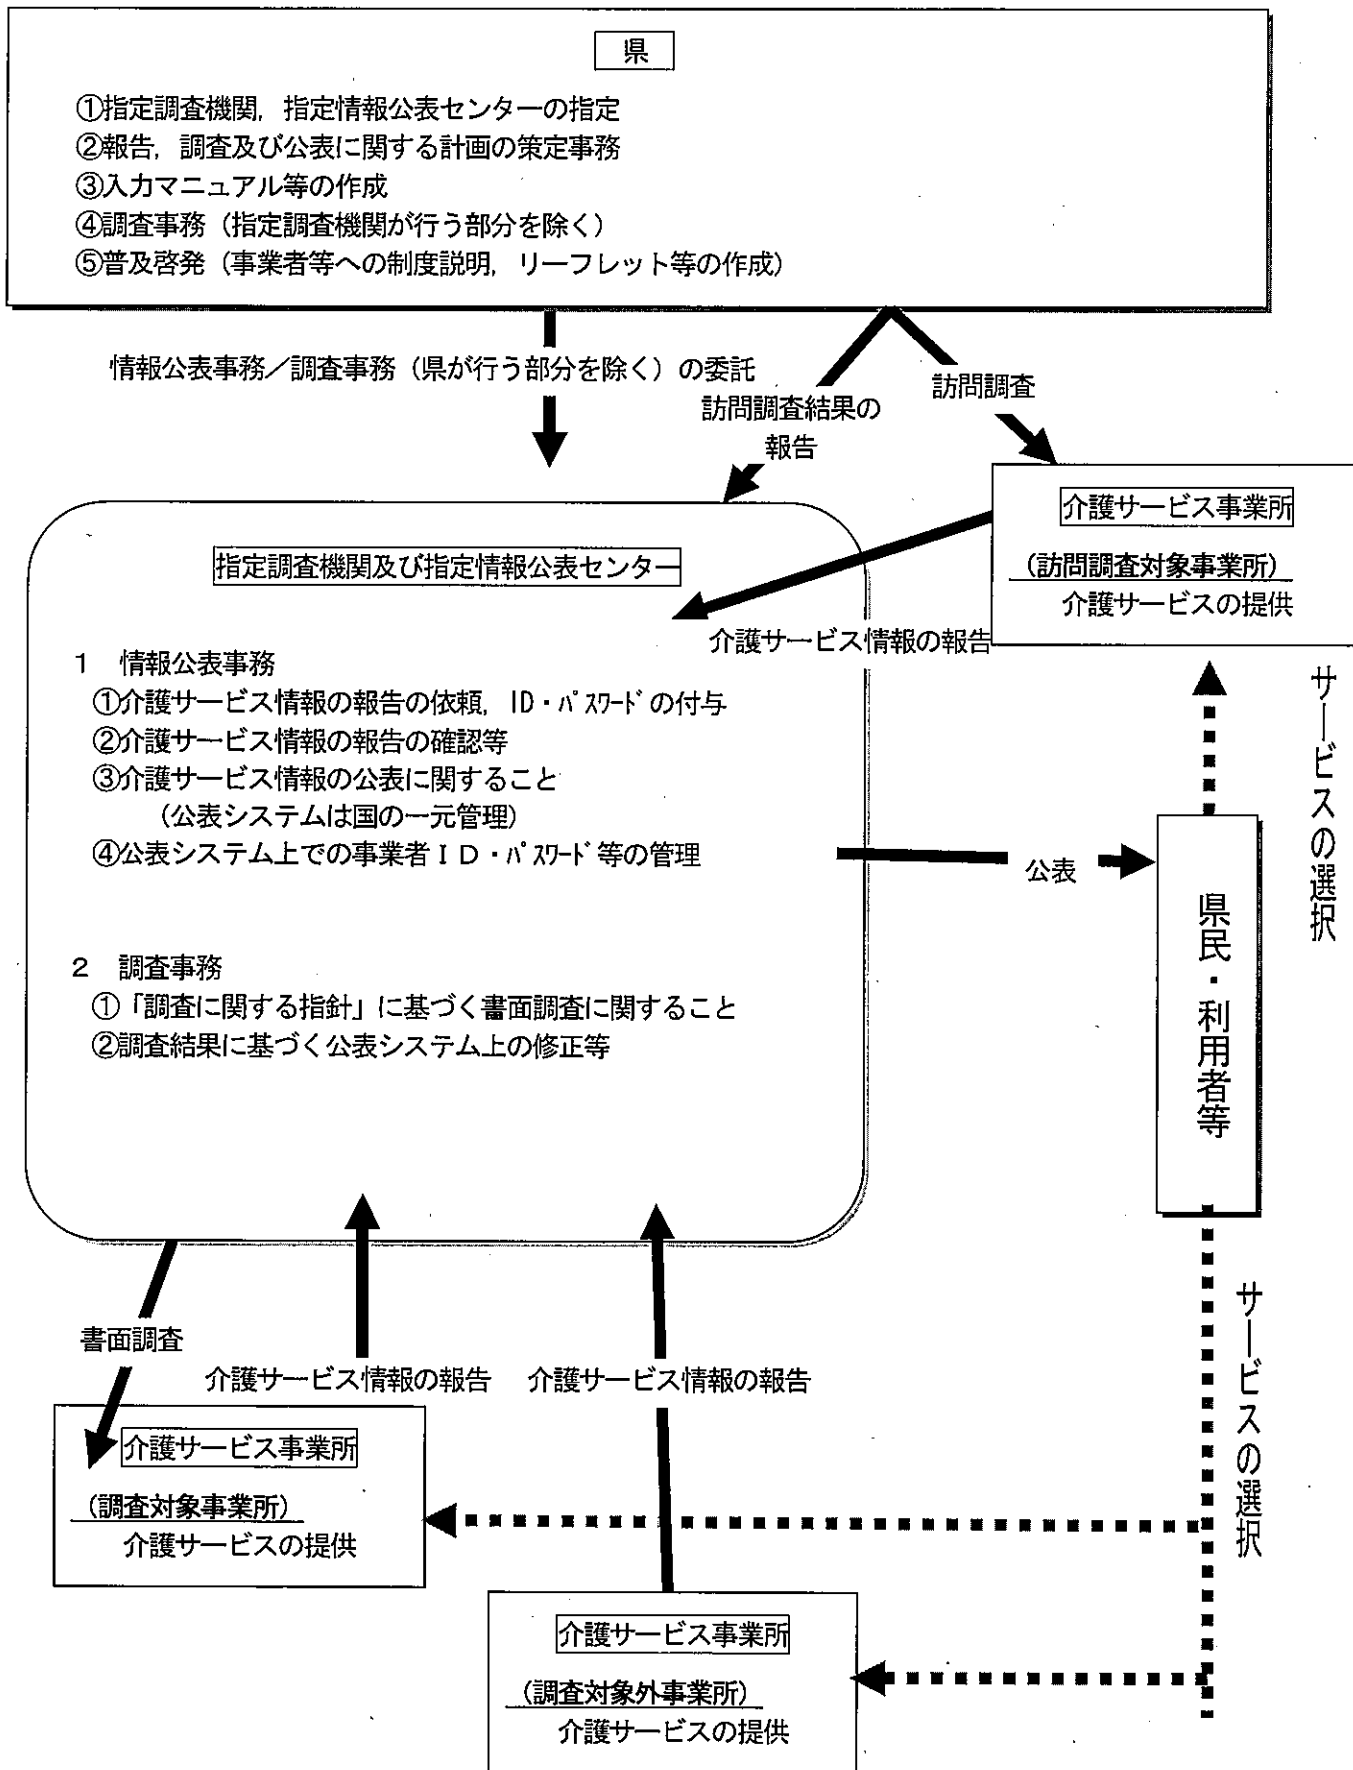 県
①指定調査機関，指定情報公表センターの指定
②報告，調査及び公表に関する計画の策定事務
③入力マニュアル等の作成
④調査事務（指定調査機関が行う部分を除く）
⑤普及啓発（事業者等への制度説明，リーフレット等の作成）
情報公表事務／調査事務（県が行う部分を除く）の委託
訪問調査結果の
報告
訪問調査
介護サービス事業所
（訪問調査対象事業所）
介護サービスの提供
指定調査機関及び指定情報公表センター
介護サービス情報の報告
1　情報公表事務
①介護サービス情報の報告の依頼，ID・ﾊﾟｽﾜｰﾄﾞの付与
②介護サービス情報の報告の確認等
③介護サービス情報の公表に関すること
（公表システムは国の一元管理）
④公表システム上での事業者ＩＤ・ﾊﾟｽﾜｰﾄﾞ等の管理
公表
県民・利用者等
サービスの選択
2　調査事務
①「調査に関する指針」に基づく書面調査に関すること
②調査結果に基づく公表システム上の修正等
書面調査
介護サービス情報の報告
介護サービス情報の報告
サービスの選択
介護サービス事業所
（調査対象事業所）
介護サービスの提供
介護サービス事業所
（調査対象外事業所）
介護サービスの提供